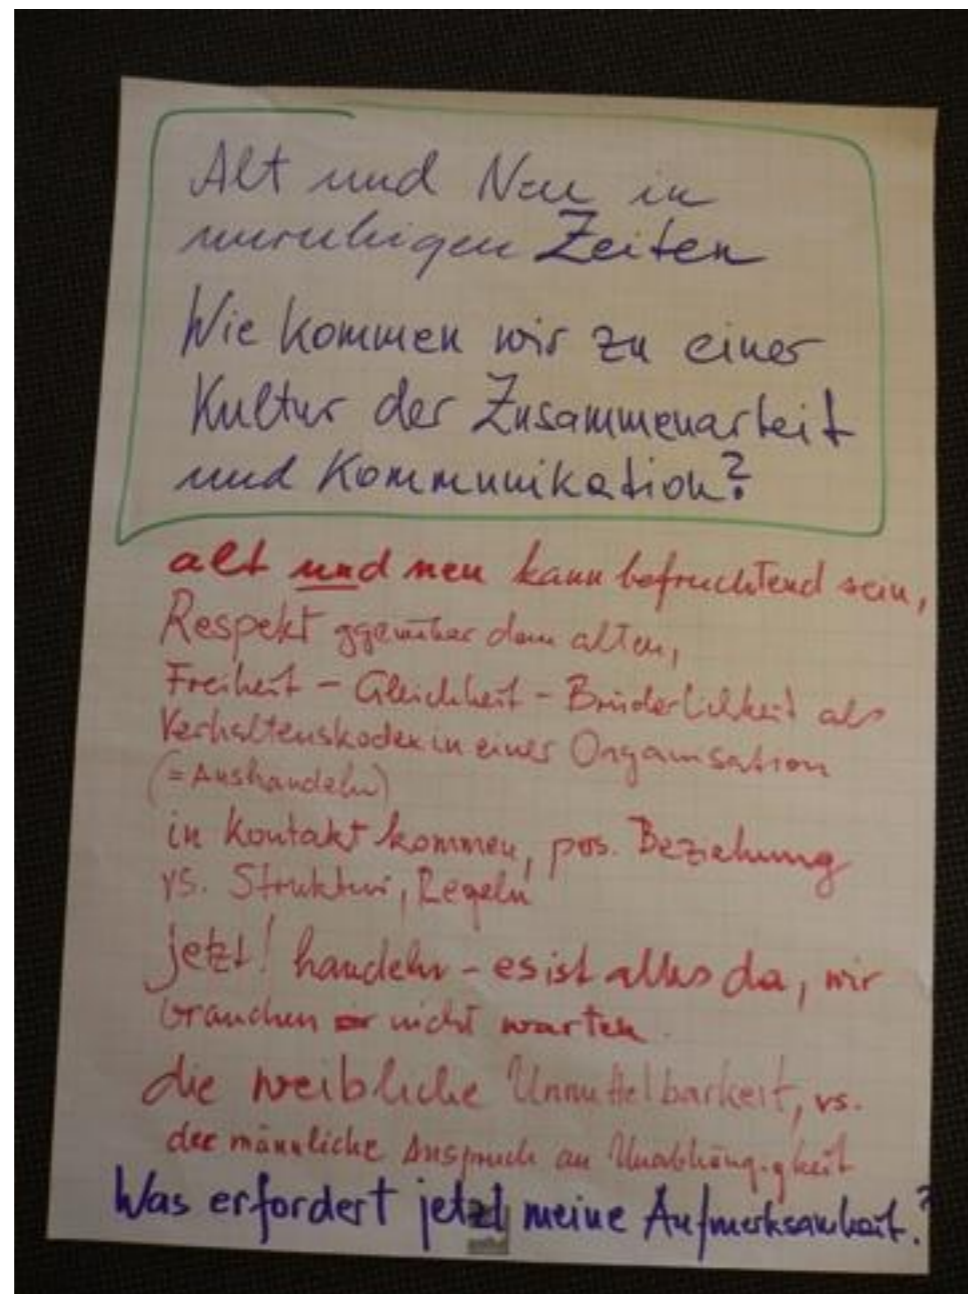 Alt und Neu in
unruhigen Zeiten
Wie kommen wir zu einer
Kultur der Zusammenarbeit
und Kommunikation?
alt und neu kann befruchtend sein,
Respekt ggenüber dem alten,
Freiheit - Gleichheit - Brüderlichkeit als
Verhaltenskodex in einer Organisation
(= Aushandeln)
in Kontakt kommen, pos. Beziehung
vs. Struktur, Regeln
jetzt! handeln - es ist alles da, wir
brauchen nicht warten.
die weibliche Unmittelbarkeit, vs.
der männliche Anspruch an Unabhängigkeit
Was erfordert jetzt meine Aufmerksamkeit?